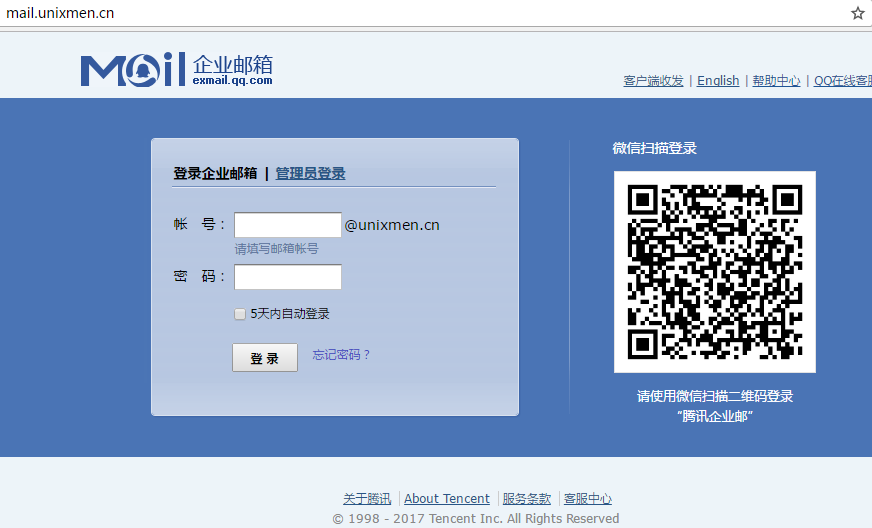 mail.unixmen.cn
Mail 企业邮箱
exmail.qq.com
客户端收发 | English | 帮助中心 | QQ在线客服
登录企业邮箱 | 管理员登录
微信扫描登录
帐 号： @unixmen.cn
请填写邮箱帐号
密 码：
5天内自动登录
登 录 忘记密码？
请使用微信扫描二维码登录
“腾讯企业邮”
关于腾讯 | About Tencent | 服务条款 | 客服中心
© 1998 - 2017 Tencent Inc. All Rights Reserved